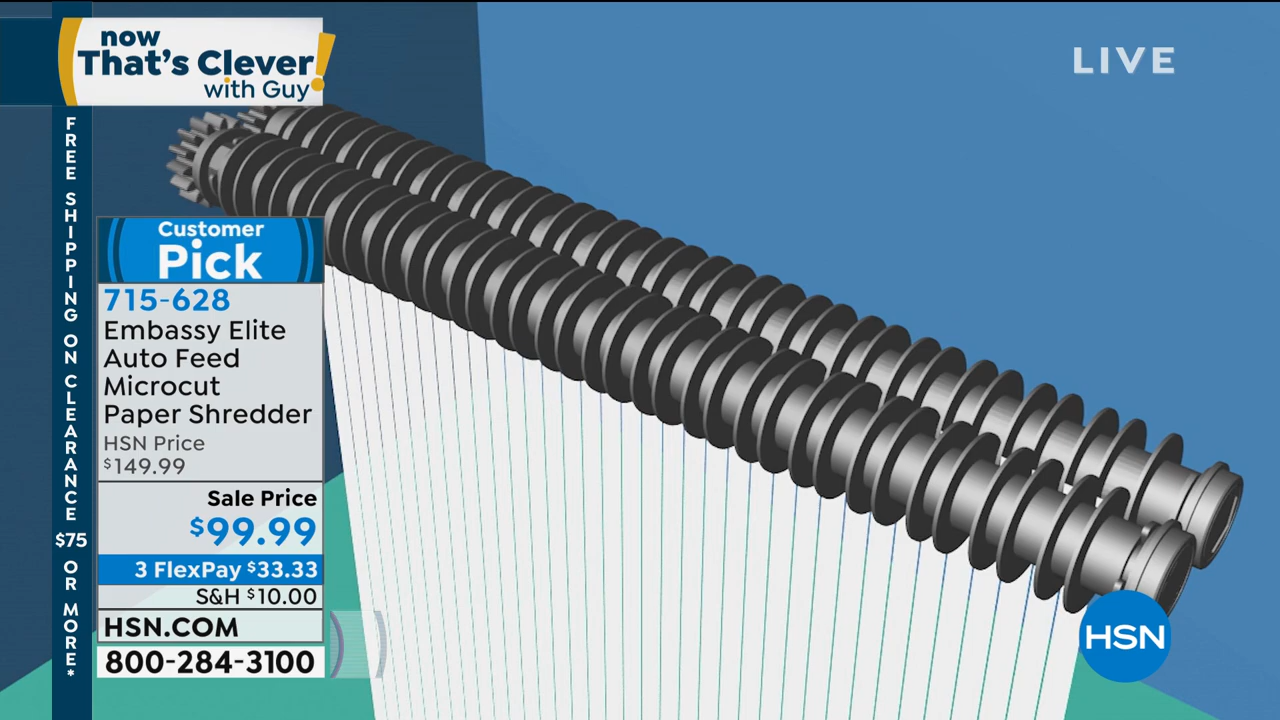 now
That's Clever!
with Guy
LIVE
FREE SHIPPING ON CLEARANCE $75 OR MORE*
Customer
Pick
715-628
Embassy Elite
Auto Feed
Microcut
Paper Shredder
HSN Price
$149.99
Sale Price
$99.99
3 FlexPay $33.33
S&H $10.00
HSN.COM
800-284-3100
HSN